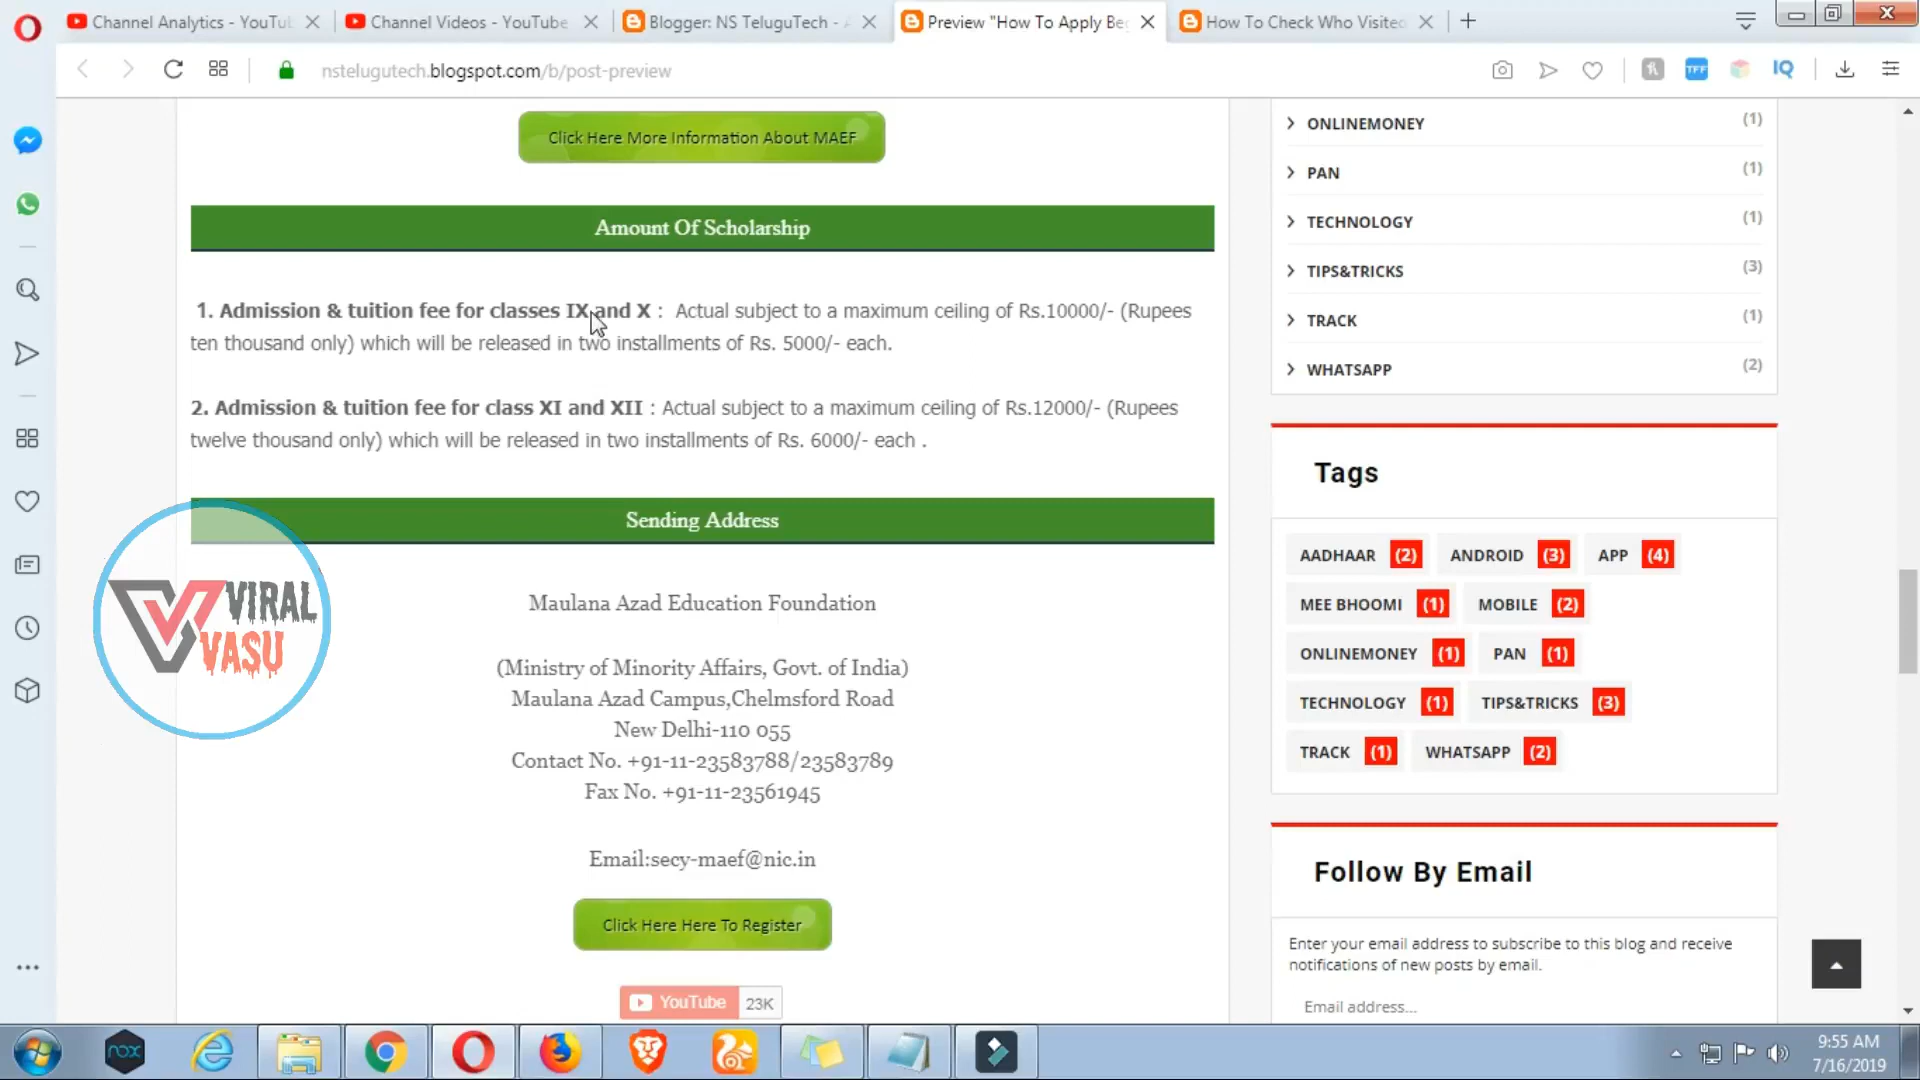 Channel Analytics - YouTu
Channel Videos - YouTube
Blogger: NS TeluguTech - A
Preview "How To Apply Beg
How To Check Who Visited
nstelugutech.blogspot.com/b/post-preview
TFF
IQ
Click Here More Information About MAEF
Amount Of Scholarship
1. Admission & tuition fee for classes IX and X : Actual subject to a maximum ceiling of Rs.10000/- (Rupees
ten thousand only) which will be released in two installments of Rs. 5000/- each.
2. Admission & tuition fee for class XI and XII : Actual subject to a maximum ceiling of Rs.12000/- (Rupees
twelve thousand only) which will be released in two installments of Rs. 6000/- each .
Sending Address
Maulana Azad Education Foundation
(Ministry of Minority Affairs, Govt. of India)
Maulana Azad Campus,Chelmsford Road
New Delhi-110 055
Contact No. +91-11-23583788/23583789
Fax No. +91-11-23561945
Email:secy-maef@nic.in
Click Here Here To Register
YouTube 23K
VIRAL
VASU
ONLINEMONEY (1)
PAN (1)
TECHNOLOGY (1)
TIPS&TRICKS (3)
TRACK (1)
WHATSAPP (2)
Tags
AADHAAR (2) ANDROID (3) APP (4)
MEE BHOOMI (1) MOBILE (2)
ONLINEMONEY (1) PAN (1)
TECHNOLOGY (1) TIPS&TRICKS (3)
TRACK (1) WHATSAPP (2)
Follow By Email
Enter your email address to subscribe to this blog and receive
notifications of new posts by email.
Email address...
nox
9:55 AM
7/16/2019